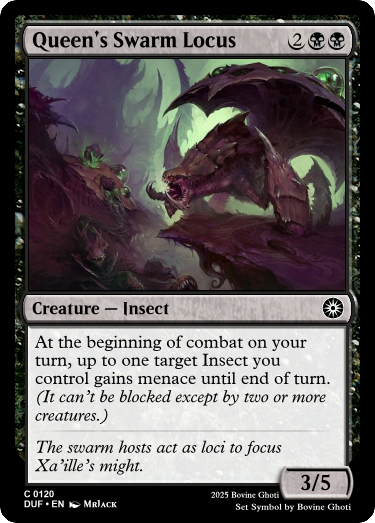 Queen's Swarm Locus 2
Creature — Insect
At the beginning of combat on your
turn, up to one target Insect you
control gains menace until end of turn.
(It can't be blocked except by two or more
creatures.)
The swarm hosts act as loci to focus
Xa'ille's might.
3/5
C 0120
DUF • EN MrJack
2025 Bovine Ghoti
Set Symbol by Bovine Ghoti